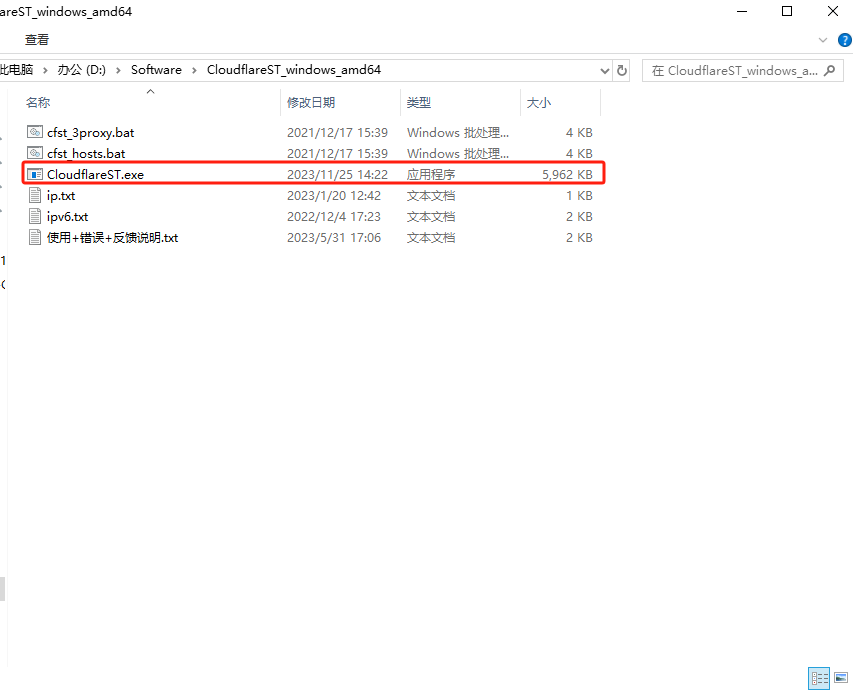 areST_windows_amd64
查看
此电脑 › 办公 (D:) › Software › CloudflareST_windows_amd64 在 CloudflareST_windows_a...
名称 修改日期 类型 大小
cfst_3proxy.bat 2021/12/17 15:39 Windows 批处理... 4 KB
cfst_hosts.bat 2021/12/17 15:39 Windows 批处理... 4 KB
CloudflareST.exe 2023/11/25 14:22 应用程序 5,962 KB
ip.txt 2023/1/20 12:42 文本文档 1 KB
ipv6.txt 2022/12/4 17:23 文本文档 2 KB
使用+错误+反馈说明.txt 2023/5/31 17:06 文本文档 2 KB